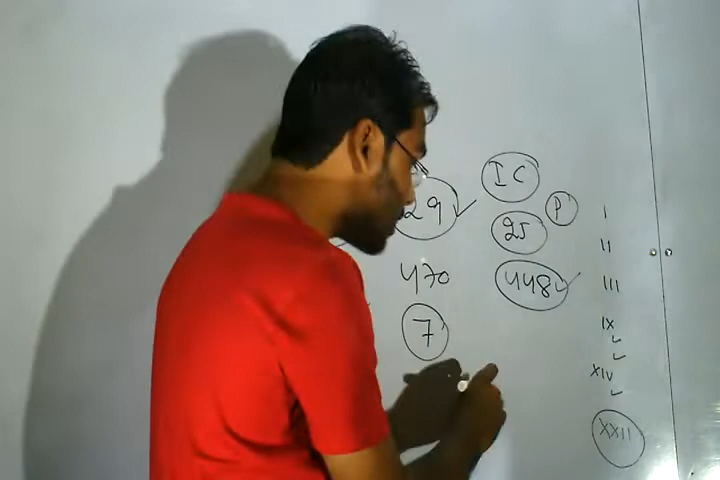 IC
29 ✓
25
P
I
II
470
448 ✓
III
7
IX
✓
✓
XIV
✓
XXII